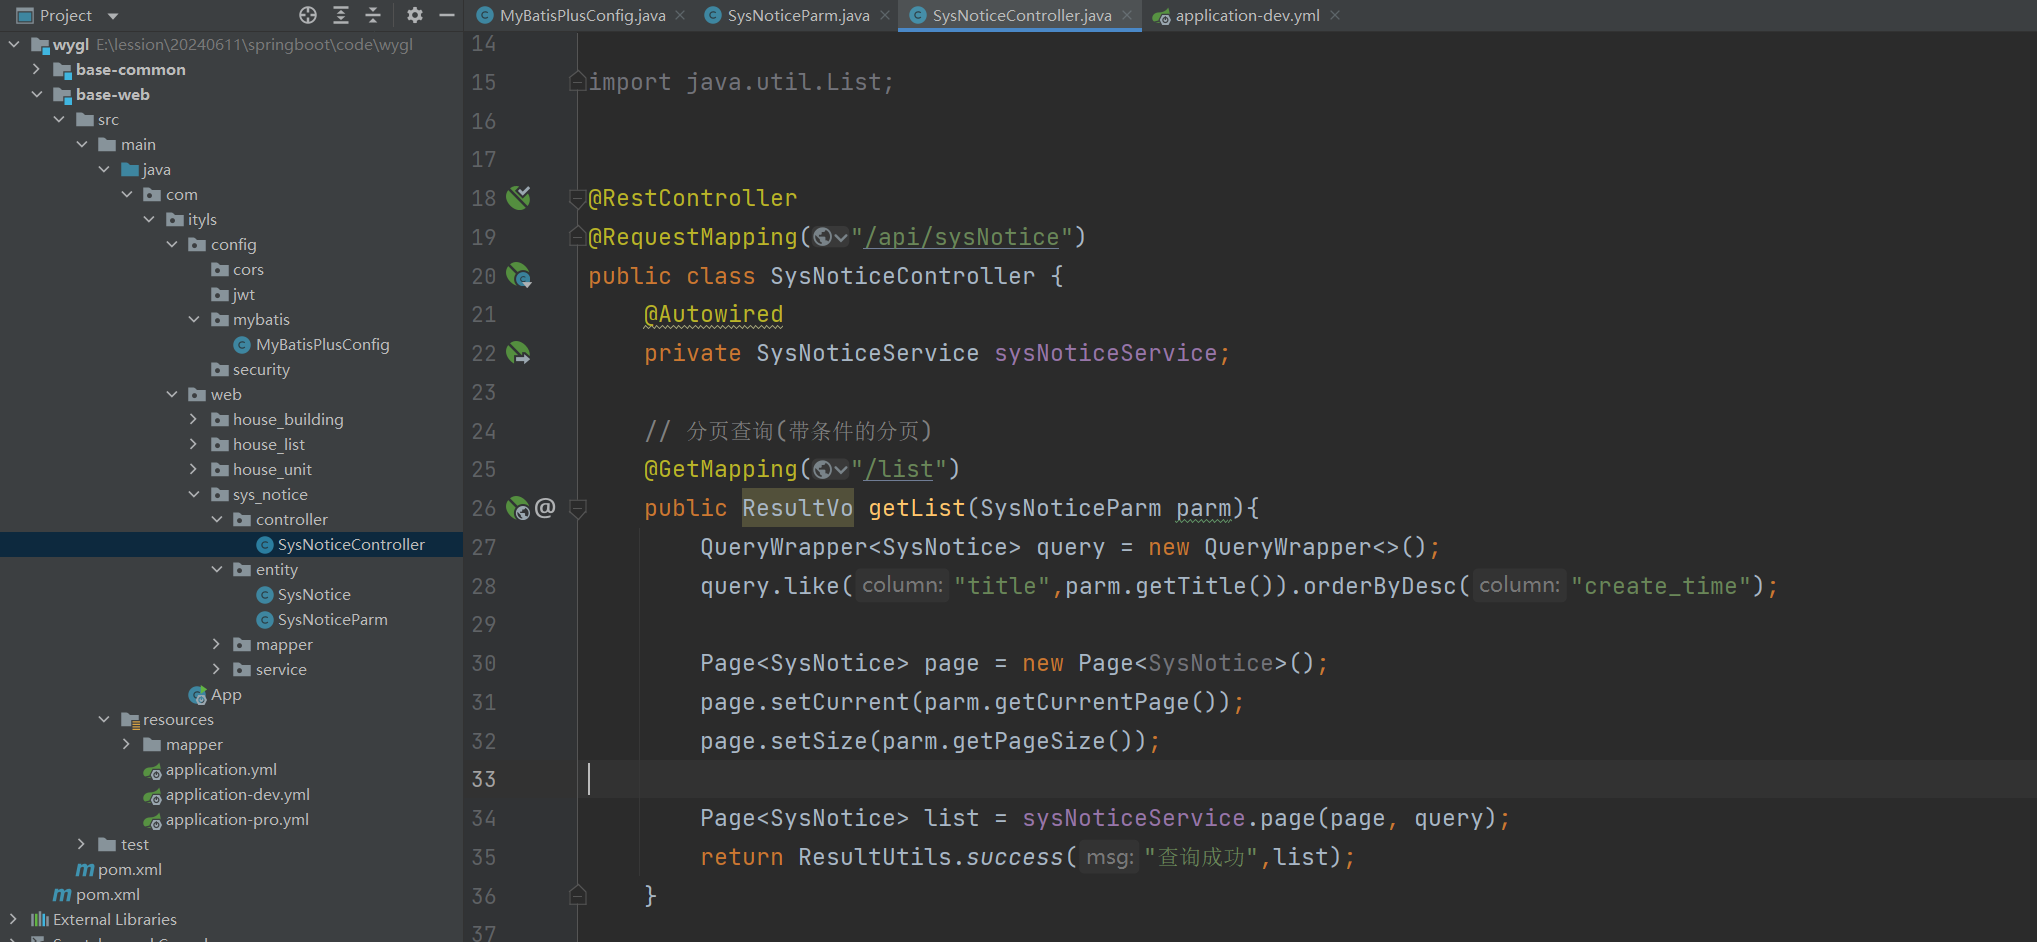 Project
MyBatisPlusConfig.java
SysNoticeParm.java
SysNoticeController.java
application-dev.yml
wygl E:\lession\20240611\springboot\code\wygl
base-common
base-web
src
main
java
com
ityls
config
cors
jwt
mybatis
MyBatisPlusConfig
security
web
house_building
house_list
house_unit
sys_notice
controller
SysNoticeController
entity
SysNotice
SysNoticeParm
mapper
service
App
resources
mapper
application.yml
application-dev.yml
application-pro.yml
test
pom.xml
pom.xml
External Libraries
14
15 import java.util.List;
16
17
18 @RestController
19 @RequestMapping("/api/sysNotice")
20 public class SysNoticeController {
21 @Autowired
22 private SysNoticeService sysNoticeService;
23
24 // 分页查询(带条件的分页)
25 @GetMapping("/list")
26 @ public ResultVo getList(SysNoticeParm parm){
27 QueryWrapper<SysNotice> query = new QueryWrapper<>();
28 query.like( column: "title",parm.getTitle()).orderByDesc( column: "create_time");
29
30 Page<SysNotice> page = new Page<SysNotice>();
31 page.setCurrent(parm.getCurrentPage());
32 page.setSize(parm.getPageSize());
33
34 Page<SysNotice> list = sysNoticeService.page(page, query);
35 return ResultUtils.success( msg: "查询成功",list);
36 }
37